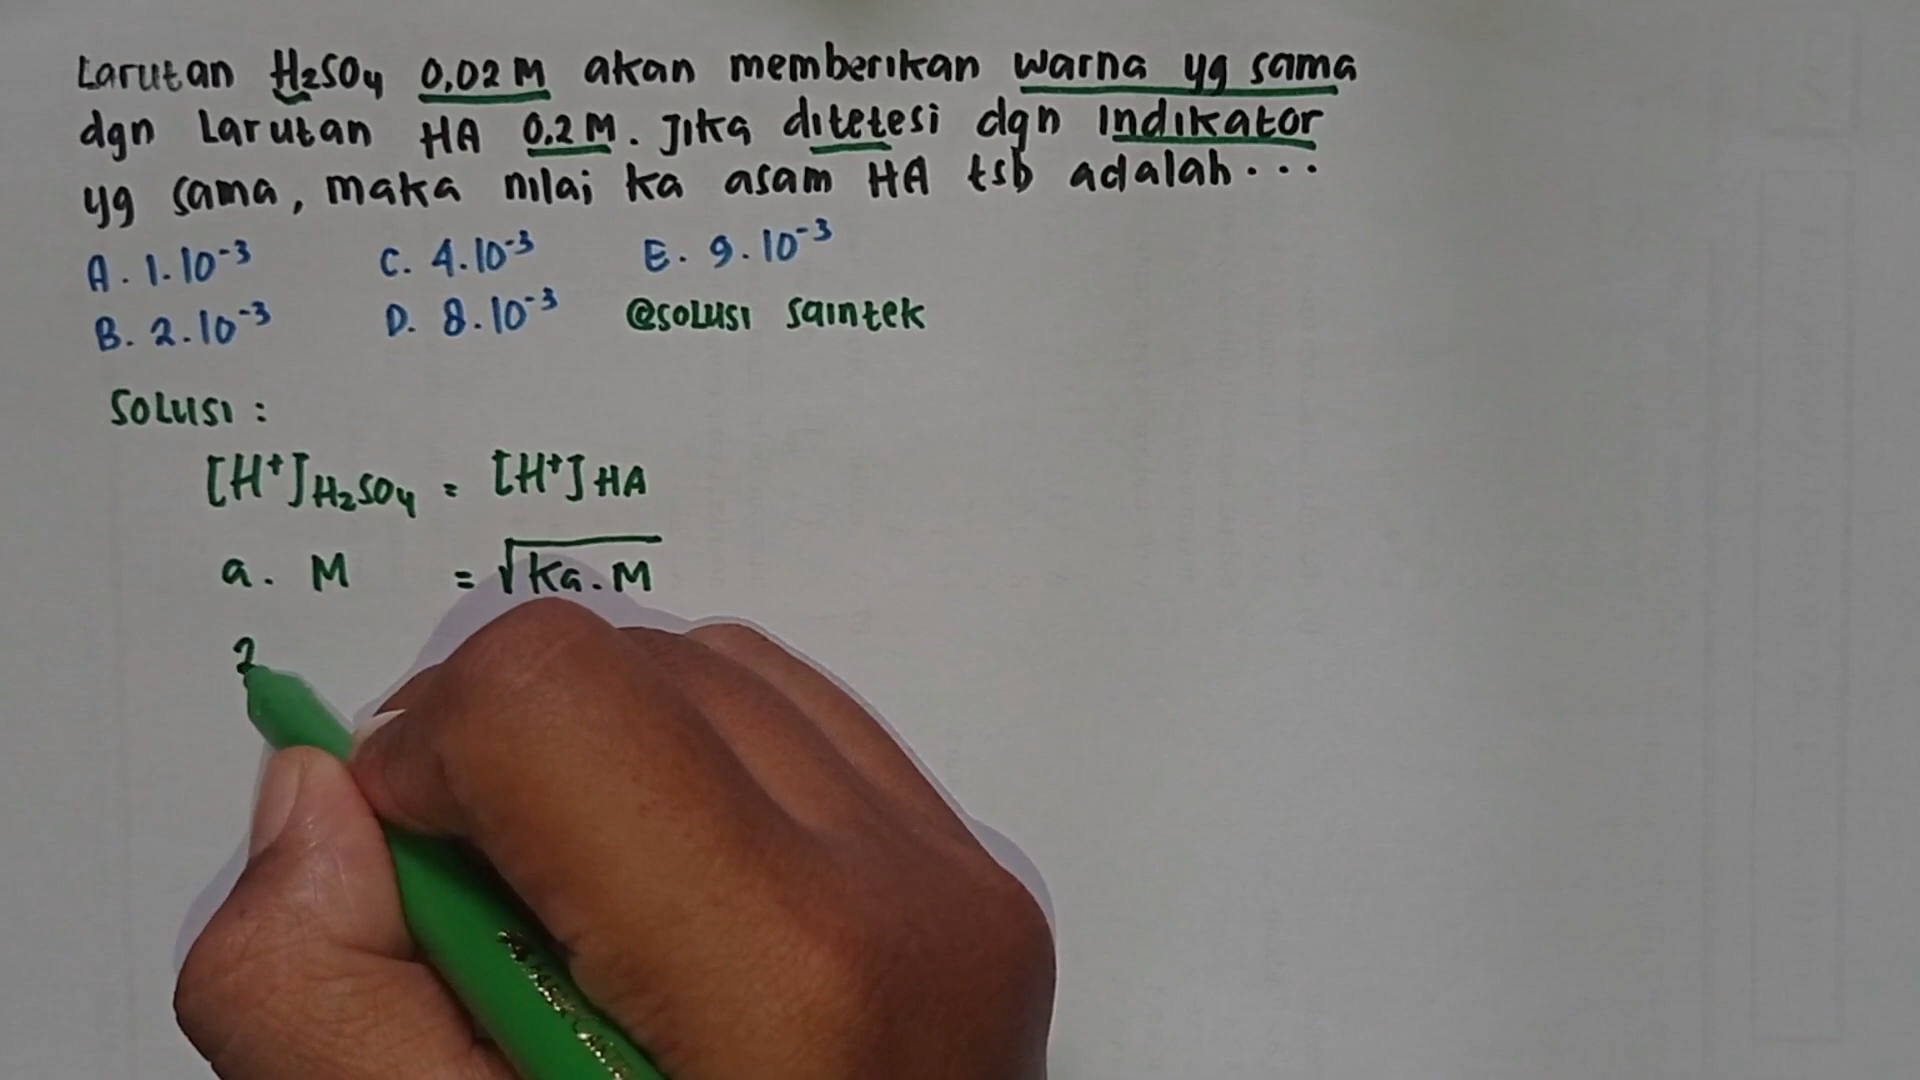 Larutan H₂SO₄ 0,02 M akan memberikan warna yg sama
dgn Larutan HA 0,2 M. Jika ditetesi dgn Indikator
yg sama, maka nilai ka asam HA tsb adalah...
A. 1.10⁻³ C. 4.10⁻³ E. 9.10⁻³
B. 2.10⁻³ D. 8.10⁻³ @solusi saintek
Solusi :
[H⁺]H₂SO₄ = [H⁺]HA
a. M = √ka.M
2